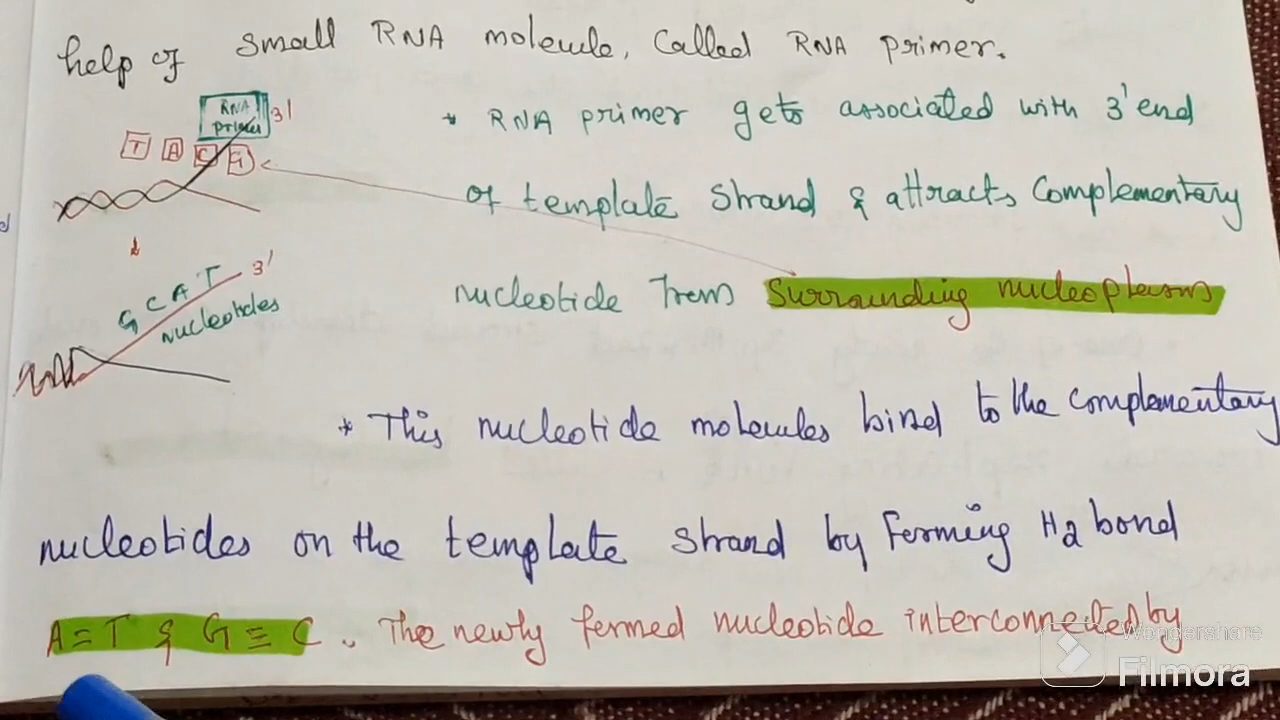 help of small RNA molecule, called RNA primer.
RNA primer 3'
T A C G
* RNA primer gets associated with 3' end
of template strand & attracts complementary
3'
G C A T
nucleotides
nucleotide from surrounding nucleoplasm
* This nucleotide molecules bind to the complementary
nucleotides on the template strand by forming H2 bond
A = T & G ≡ C. The newly formed nucleotide interconnected by
Wondershare
Filmora